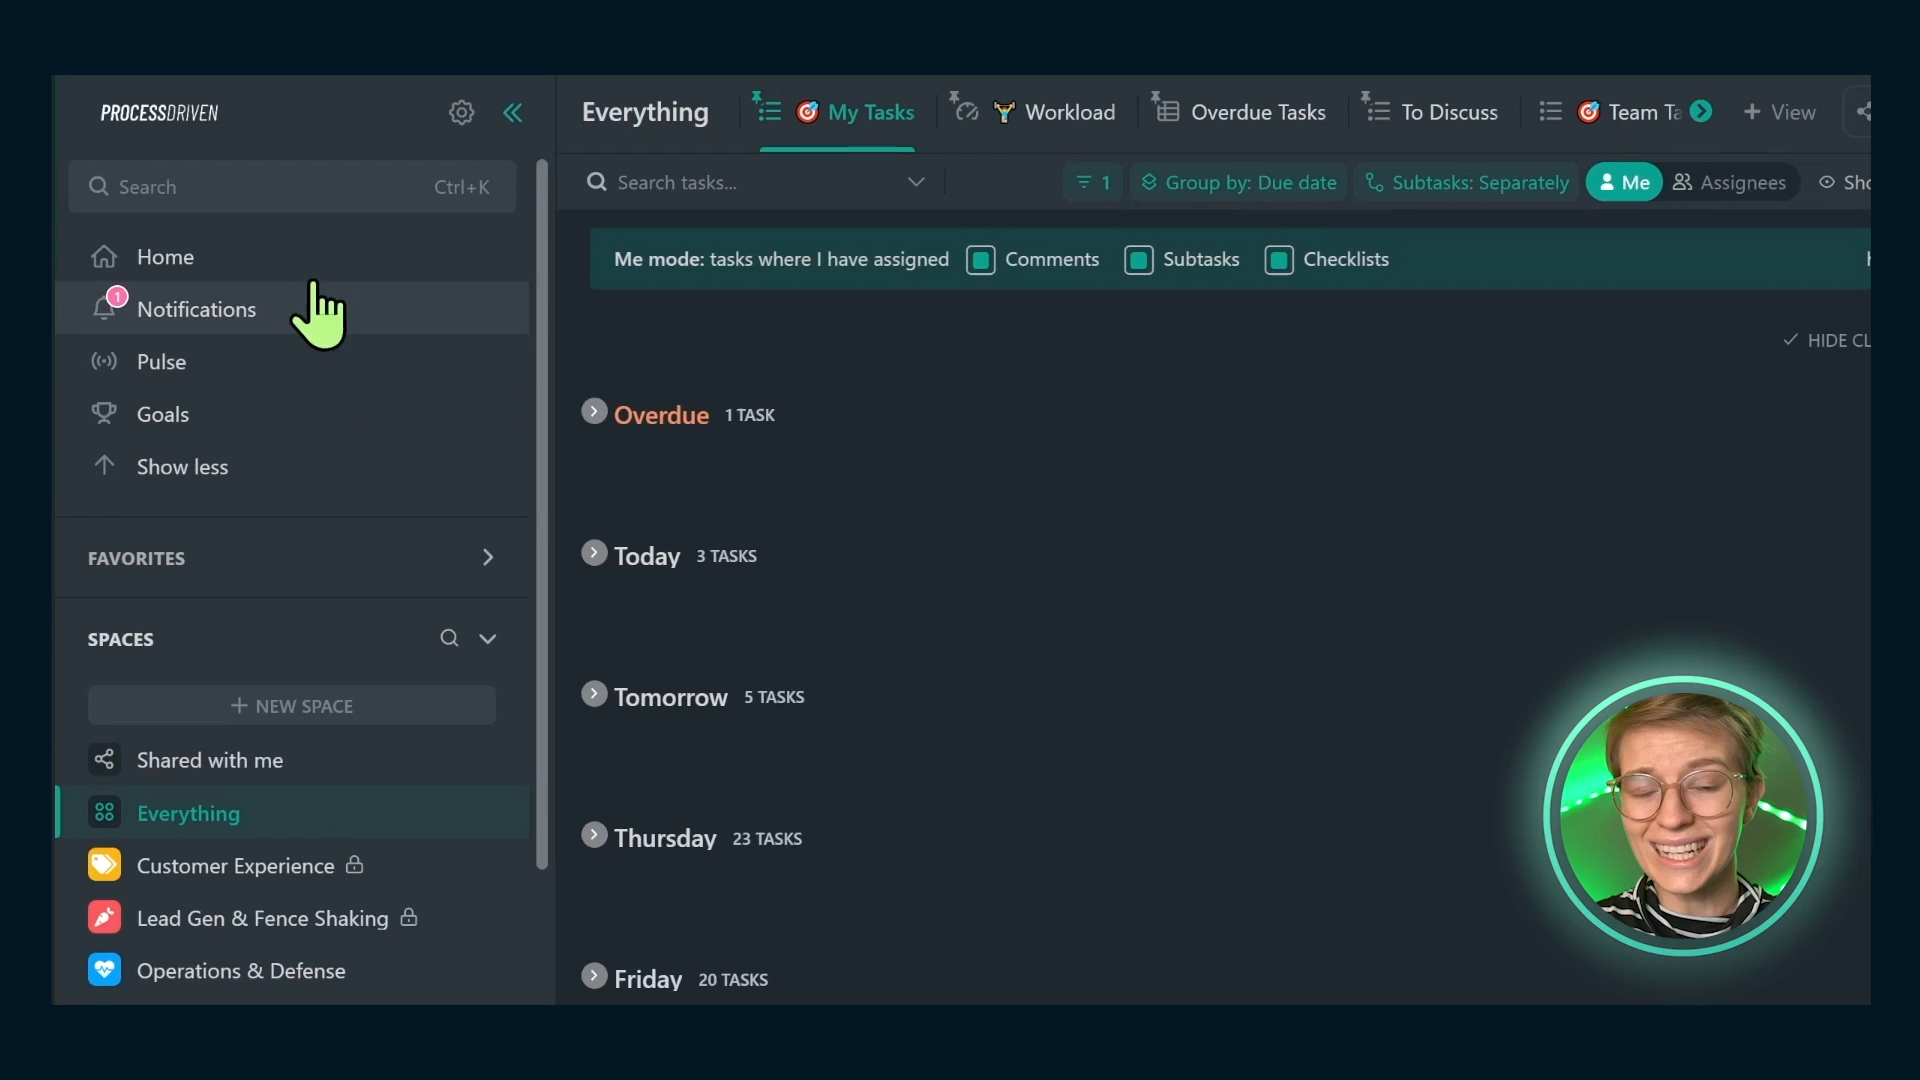 PROCESSDRIVEN
Search Ctrl+K
Home
1
Notifications
Pulse
Goals
Show less
FAVORITES
SPACES
+ NEW SPACE
Shared with me
Everything
Customer Experience
Lead Gen & Fence Shaking
Operations & Defense
Everything My Tasks Workload Overdue Tasks To Discuss Team Ta + View
Search tasks... 1 Group by: Due date Subtasks: Separately Me Assignees Sho
Me mode: tasks where I have assigned Comments Subtasks Checklists
HIDE CL
Overdue 1 TASK
Today 3 TASKS
Tomorrow 5 TASKS
Thursday 23 TASKS
Friday 20 TASKS